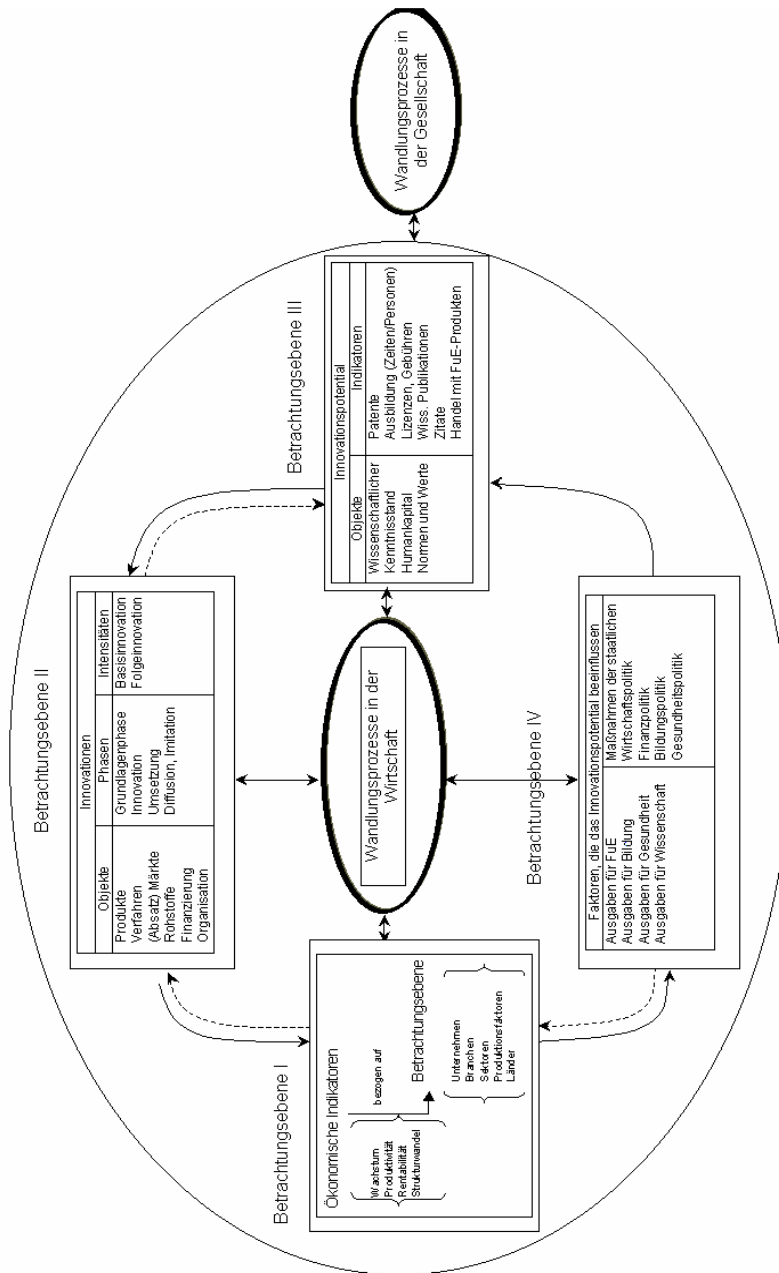 Betrachtungsebene II
Innovationen
Objekte Phasen Intensitäten
Produkte Grundlagenphase Basisinnovation
Verfahren Innovation Folgeinnovation
(Absatz) Märkte Umsetzung
Rohstoffe Diffusion, Imitation
Finanzierung
Organisation
Betrachtungsebene I
Ökonomische Indikatoren
Wachstum
Produktivität
Rentabilität
Strukturwandel
bezogen auf
Betrachtungsebene
Unternehmen
Branchen
Sektoren
Produktionsfaktoren
Länder
Wandlungsprozesse in der
Wirtschaft
Betrachtungsebene III
Innovationspotential
Objekte Indikatoren
Wissenschaftlicher Patente
Kenntnisstand Ausbildung (Zeiten/Personen)
Humankapital Lizenzen, Gebühren
Normen und Werte Wiss. Publikationen
Zitate
Handel mit FuE-Produkten
Wandlungsprozesse in
der Gesellschaft
Betrachtungsebene IV
Faktoren, die das Innovationspotential beeinflussen
Ausgaben für FuE Maßnahmen der staatlichen
Ausgaben für Bildung Wirtschaftspolitik
Ausgaben für Gesundheit Finanzpolitik
Ausgaben für Wissenschaft Bildungspolitik
Gesundheitspolitik